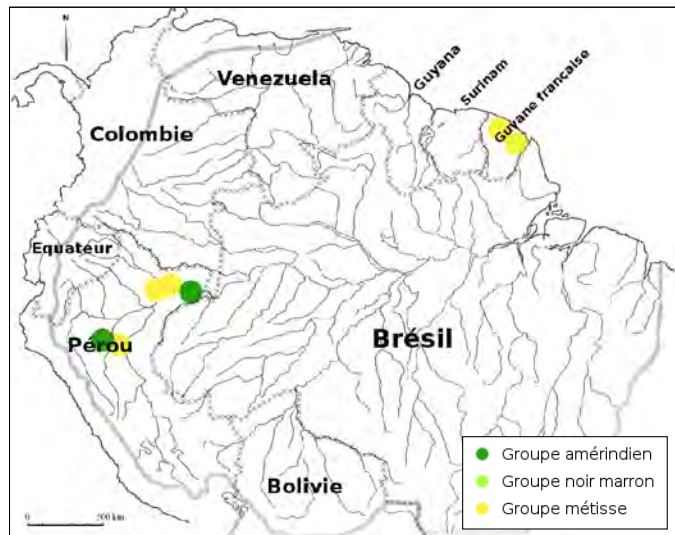 N
Venezuela
Guyana
Surinam
Guyane française
Colombie
Equateur
Pérou
Brésil
Bolivie
Groupe amérindien
Groupe noir marron
Groupe métisse
0
500 km